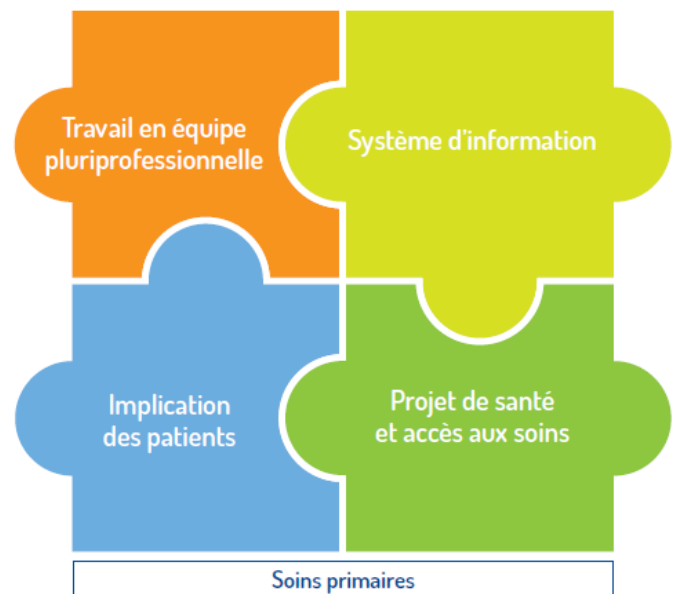 Travail en équipe
pluriprofessionnelle
Système d'information
Implication
des patients
Projet de santé
et accès aux soins
Soins primaires